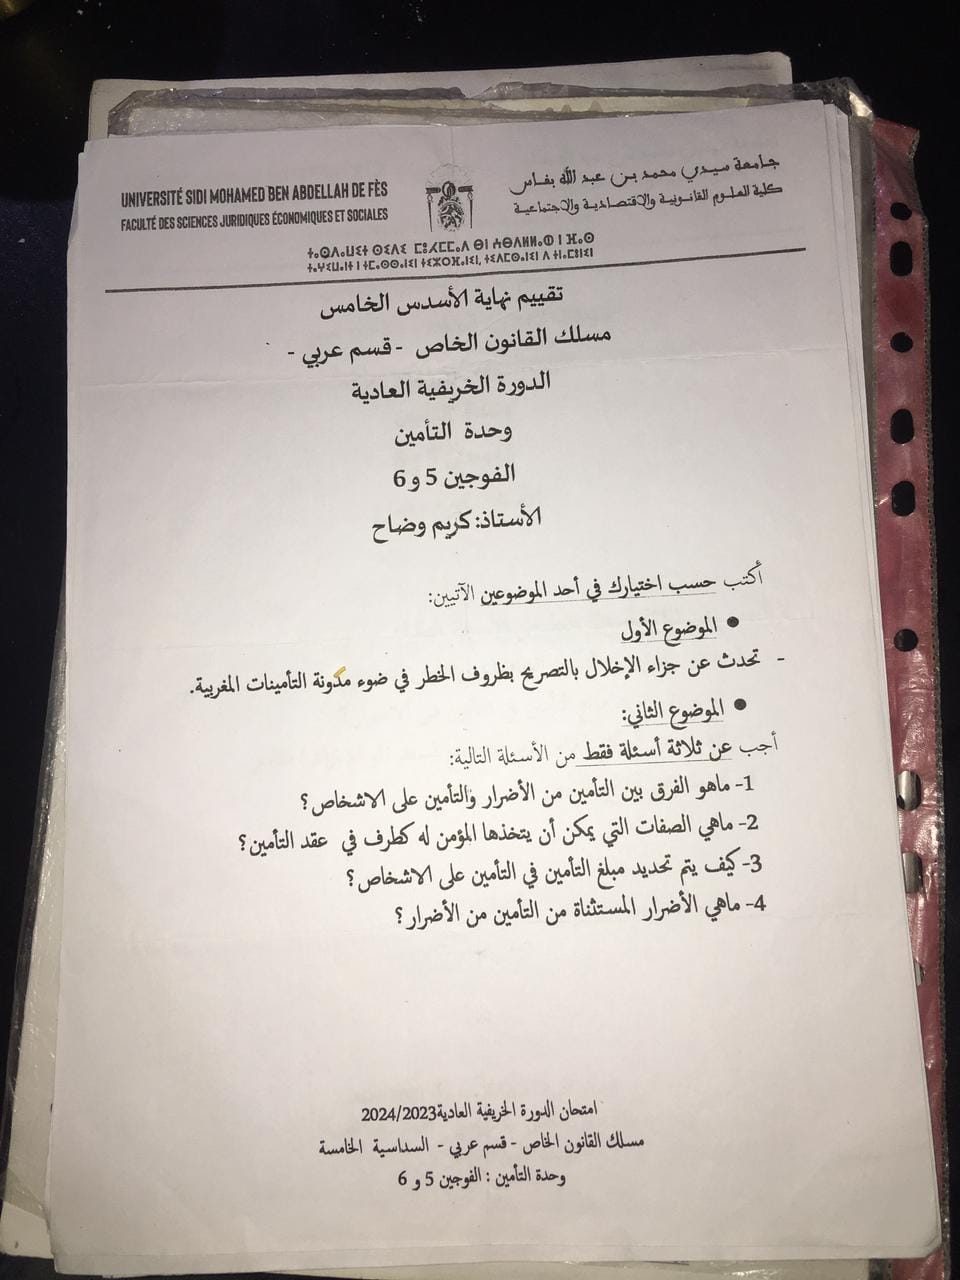 جامعة سيدي محمد بن عبد الله بفاس
كلية العلوم القانونية والاقتصادية والاجتماعية
UNIVERSITÉ SIDI MOHAMED BEN ABDELLAH DE FÈS
FACULTÉ DES SCIENCES JURIDIQUES ÉCONOMIQUES ET SOCIALES
تقييم نهاية الأسدس الخامس
مسلك القانون الخاص - قسم عربي -
الدورة الخريفية العادية
وحدة التأمين
الفوجين 5 و 6
الأستاذ: كريم وضاح
أكتب حسب اختيارك في أحد الموضوعين الآتيين:
● الموضوع الأول
- تحدث عن جزاء الإخلال بالتصريح بظروف الخطر في ضوء مدونة التأمينات المغربية.
● الموضوع الثاني:
أجب عن ثلاثة أسئلة فقط من الأسئلة التالية:
1- ماهو الفرق بين التأمين من الأضرار والتأمين على الاشخاص؟
2- ماهي الصفات التي يمكن أن يتخذها المؤمن له كطرف في عقد التأمين؟
3- كيف يتم تحديد مبلغ التأمين في التأمين على الاشخاص؟
4- ماهي الأضرار المستثناة من التأمين من الأضرار؟
امتحان الدورة الخريفية العادية2024/2023
مسلك القانون الخاص - قسم عربي - السداسية الخامسة
وحدة التأمين : الفوجين 5 و 6